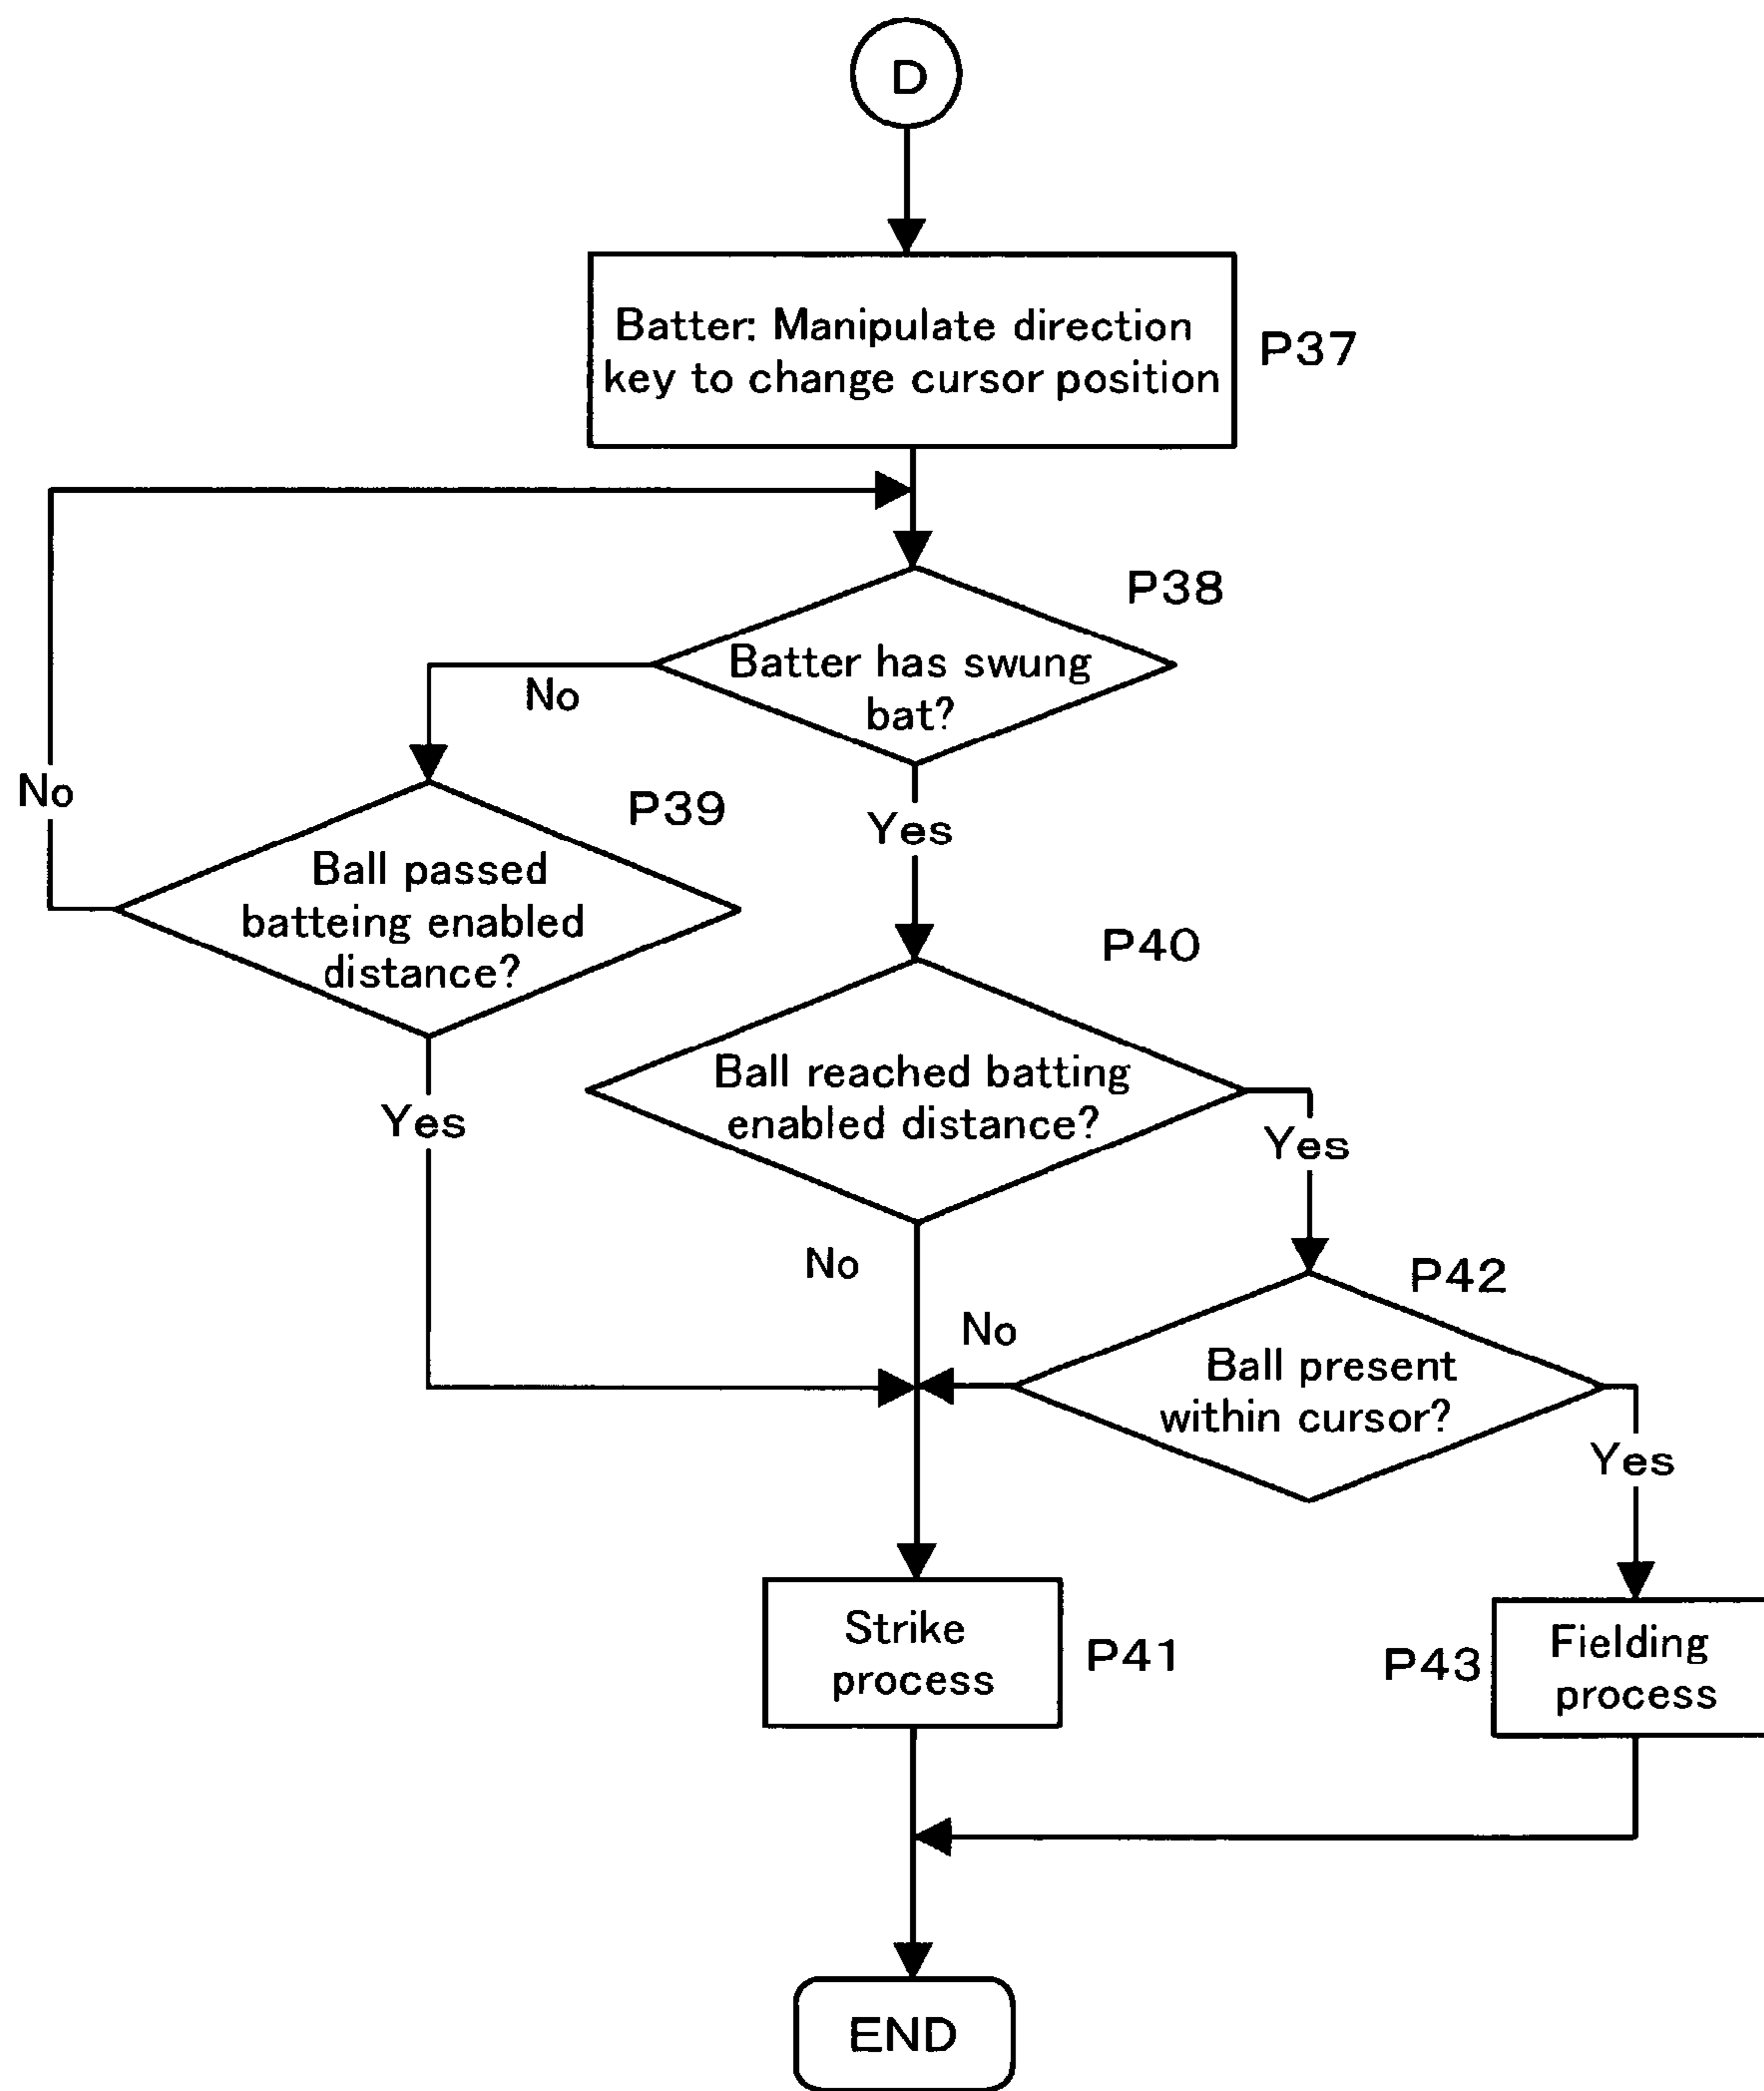 D
Batter: Manipulate direction
key to change cursor position
P37
P38
Batter has swung
bat?
No
No
Yes
P39
Ball passed
batteing enabled
distance?
P40
Ball reached batting
enabled distance?
Yes
Yes
No
P42
No
Ball present
within cursor?
Yes
Strike
process
P41
P43
Fielding
process
END